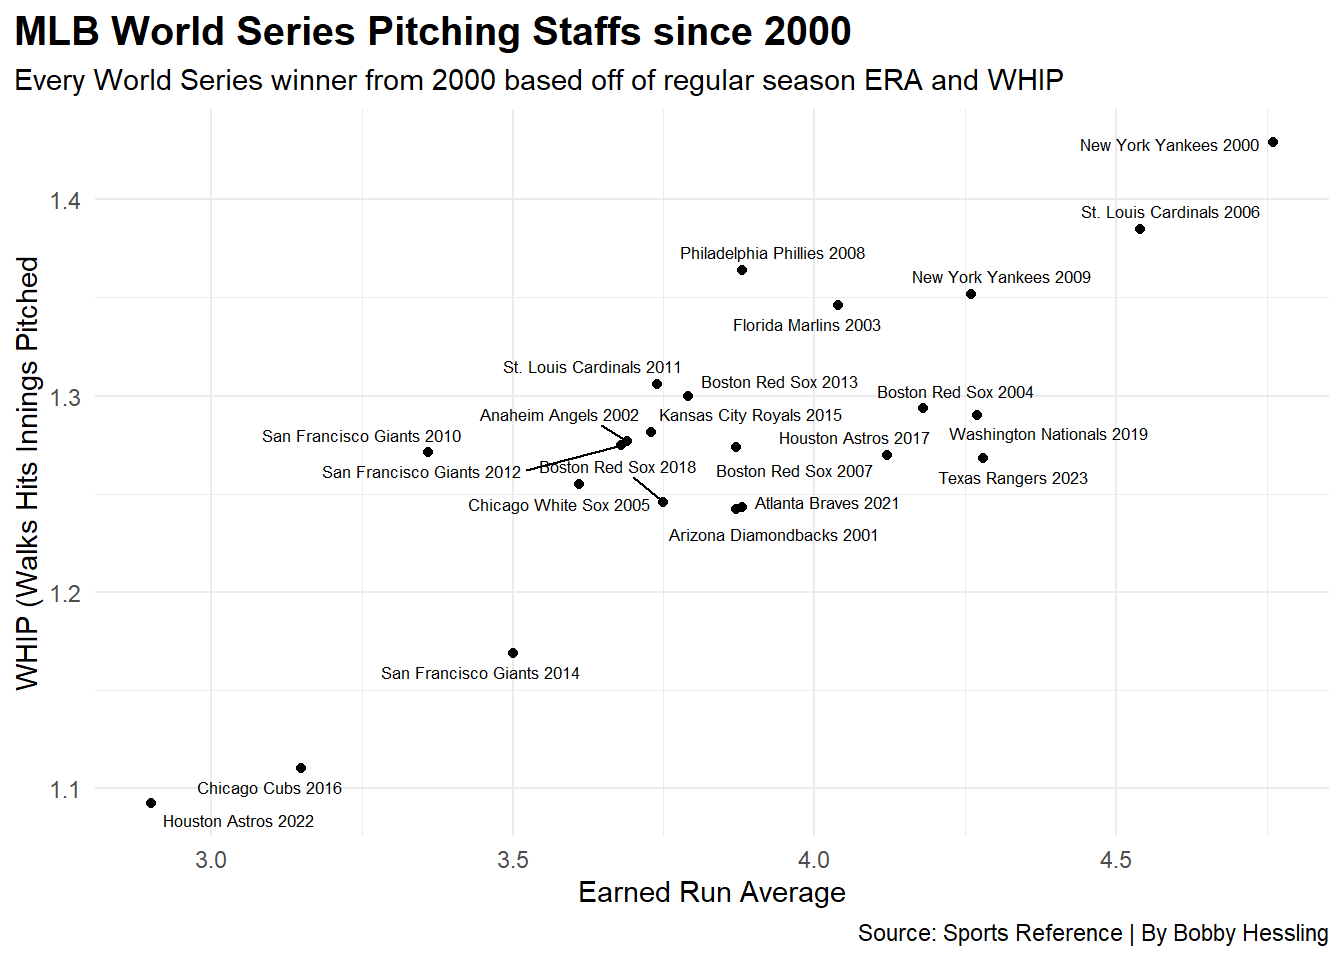 MLB World Series Pitching Staffs since 2000
Every World Series winner from 2000 based off of regular season ERA and WHIP
New York Yankees 2000
1.4
St. Louis Cardinals 2006
Philadelphia Phillies 2008
New York Yankees 2009
Florida Marlins 2003
St. Louis Cardinals 2011
Boston Red Sox 2013
Boston Red Sox 2004
1.3
Anaheim Angels 2002
Kansas City Royals 2015
San Francisco Giants 2010
Houston Astros 2017
Washington Nationals 2019
San Francisco Giants 2012
Boston Red Sox 2018
Boston Red Sox 2007
Texas Rangers 2023
Chicago White Sox 2005
Atlanta Braves 2021
Arizona Diamondbacks 2001
1.2
San Francisco Giants 2014
1.1
Chicago Cubs 2016
Houston Astros 2022
WHIP (Walks Hits Innings Pitched
3.0 3.5 4.0 4.5
Earned Run Average
Source: Sports Reference | By Bobby Hessling